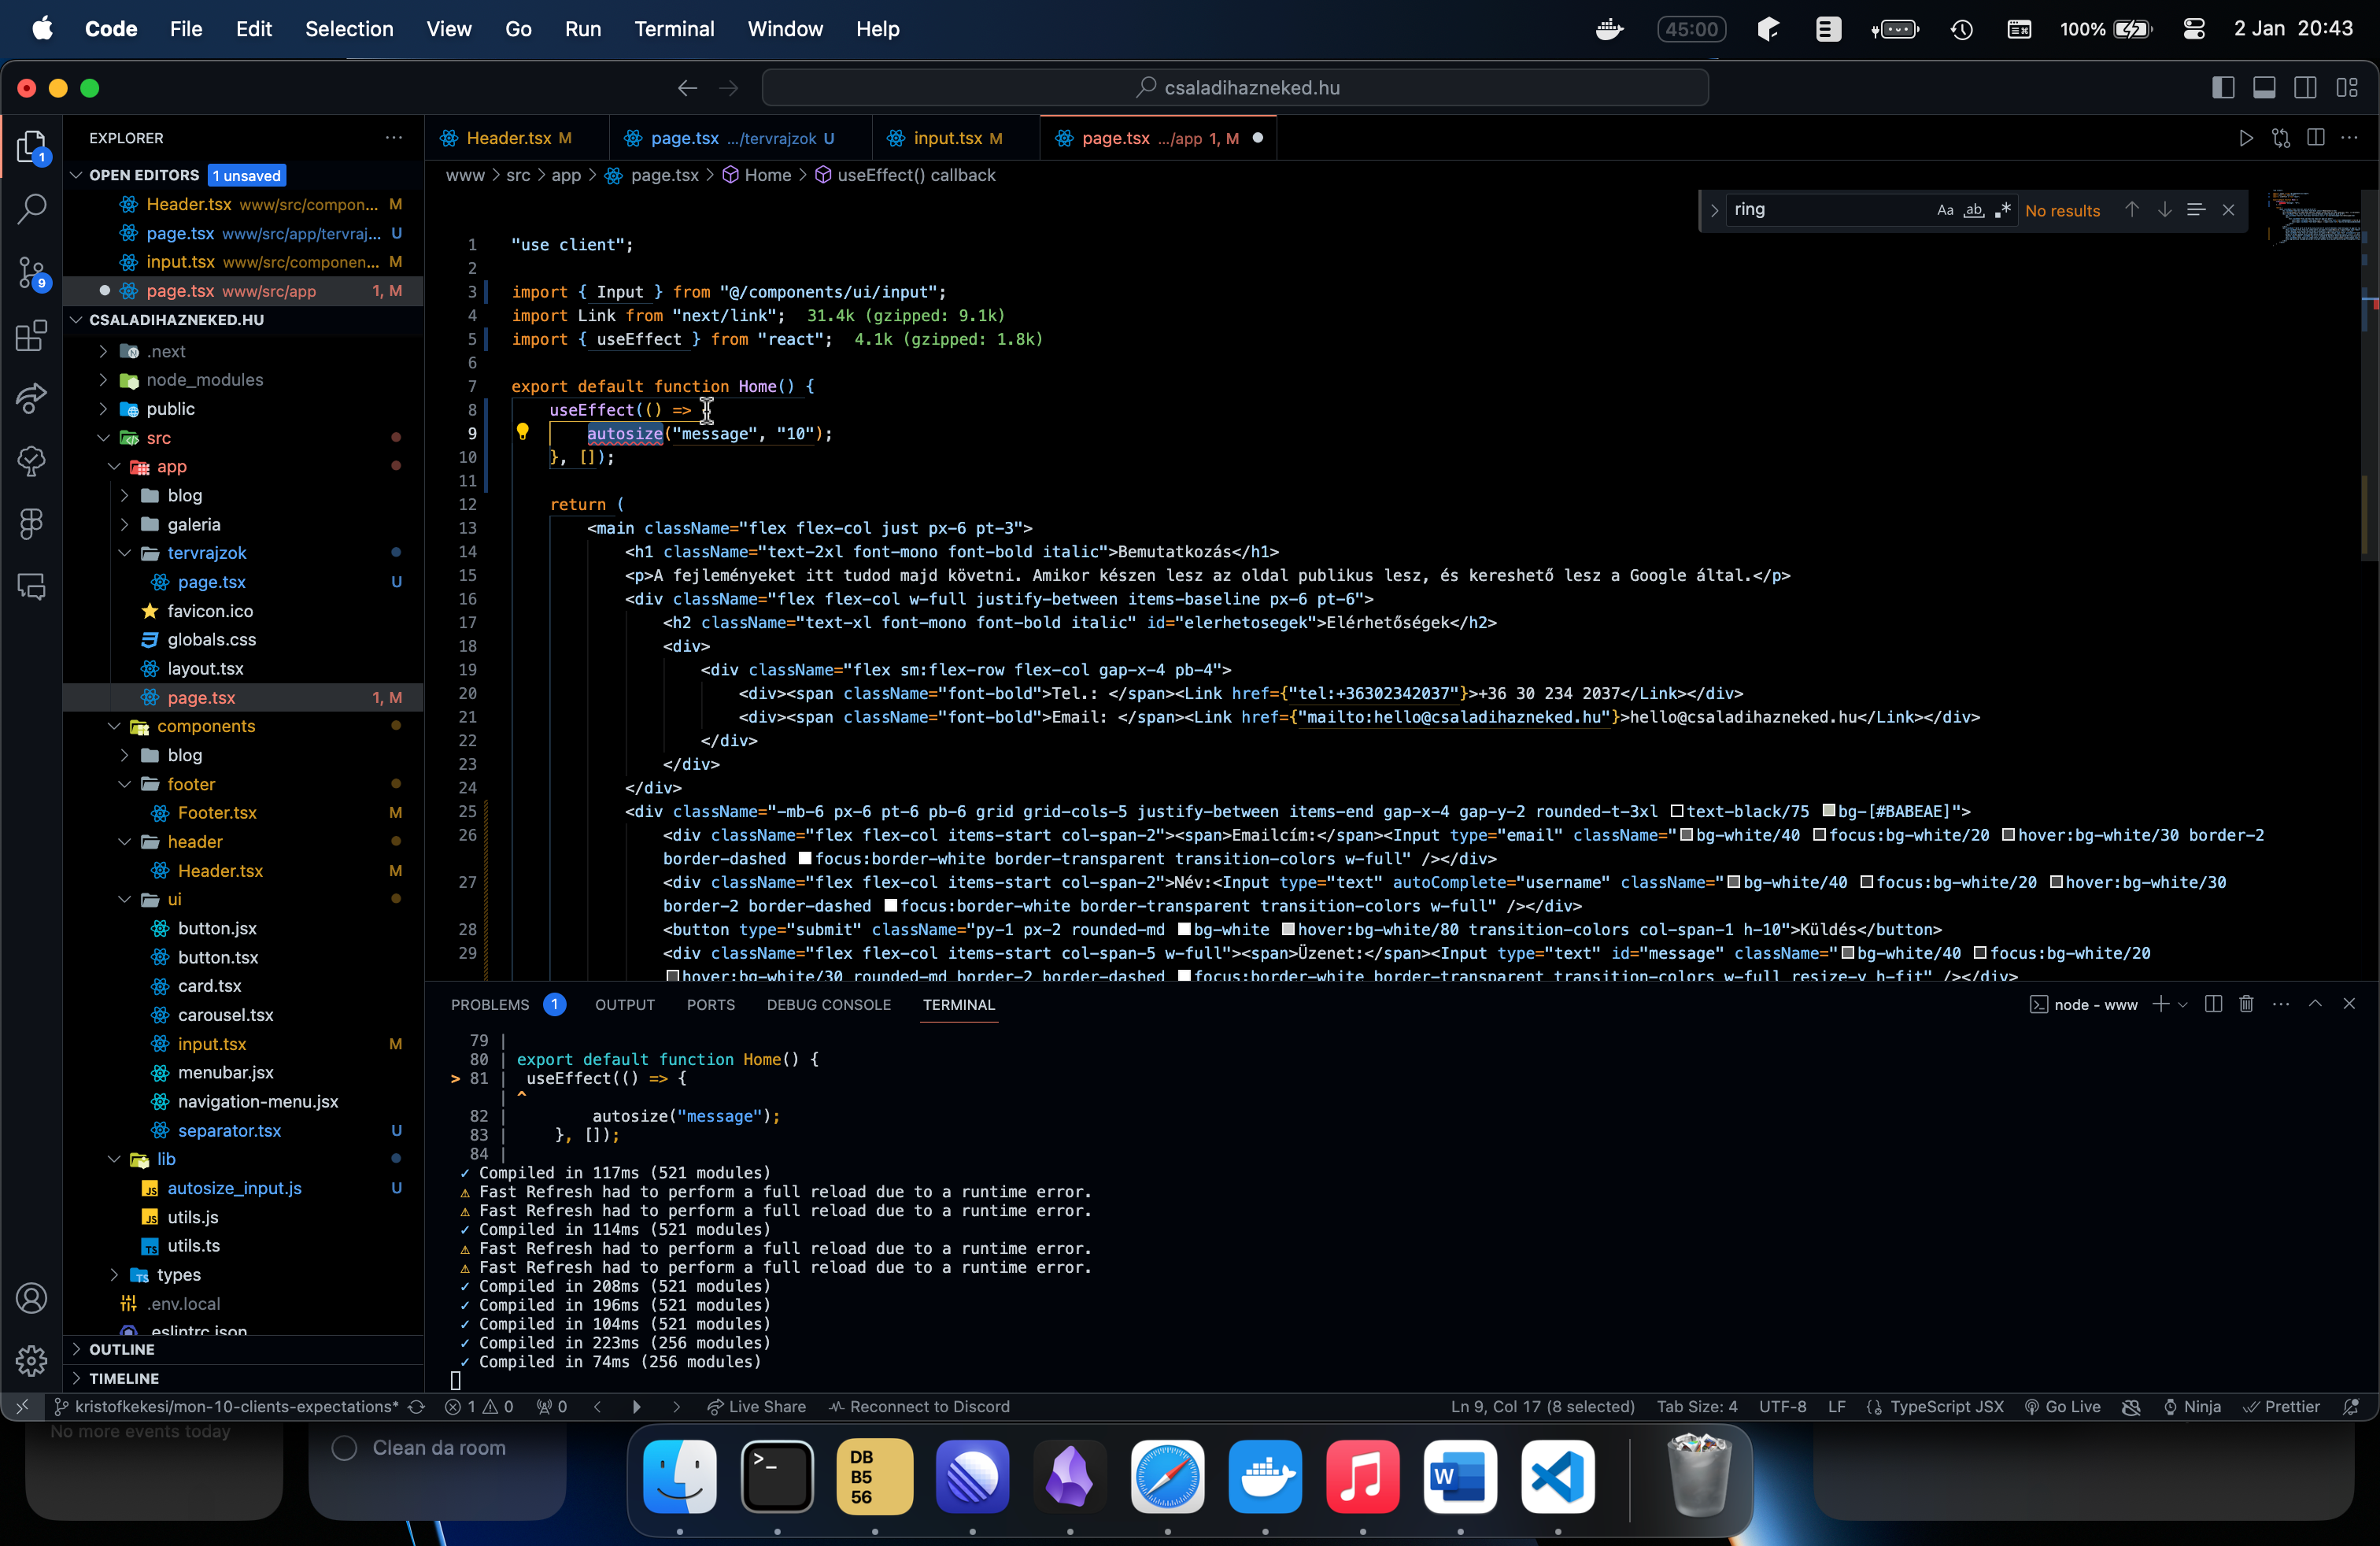 Code File Edit Selection View Go Run Terminal Window Help
45:00
100%
2 Jan 20:43
csaladihazneked.hu
EXPLORER
OPEN EDITORS 1 unsaved
Header.tsx www/src/compon... M
page.tsx www/src/app/tervraj... U
input.tsx www/src/componen... M
page.tsx www/src/app 1, M
CSALADIHAZNEKED.HU
.next
node_modules
public
src
app
blog
galeria
tervrajzok
page.tsx U
favicon.ico
globals.css
layout.tsx
page.tsx 1, M
components
blog
footer
Footer.tsx M
header
Header.tsx M
ui
button.jsx
button.tsx
card.tsx
carousel.tsx
input.tsx M
menubar.jsx
navigation-menu.jsx
separator.tsx U
lib
autosize_input.js U
utils.js
utils.ts
types
.env.local
eslintrc.json
OUTLINE
TIMELINE
1
9
Header.tsx M
page.tsx .../tervrajzok U
input.tsx M
page.tsx .../app 1, M
www > src > app > page.tsx > Home > useEffect() callback
ring
Aa ab .* No results
1 "use client";
2
3 import { Input } from "@/components/ui/input";
4 import Link from "next/link"; 31.4k (gzipped: 9.1k)
5 import { useEffect } from "react"; 4.1k (gzipped: 1.8k)
6
7 export default function Home() {
8 useEffect(() =>
9 autosize("message", "10");
10 }, []);
11
12 return (
13 <main className="flex flex-col just px-6 pt-3">
14 <h1 className="text-2xl font-mono font-bold italic">Bemutatkozás</h1>
15 <p>A fejleményeket itt tudod majd követni. Amikor készen lesz az oldal publikus lesz, és kereshető lesz a Google által.</p>
16 <div className="flex flex-col w-full justify-between items-baseline px-6 pt-6">
17 <h2 className="text-xl font-mono font-bold italic" id="elerhetosegek">Elérhetőségek</h2>
18 <div>
19 <div className="flex sm:flex-row flex-col gap-x-4 pb-4">
20 <div><span className="font-bold">Tel.: </span><Link href={"tel:+36302342037"}>+36 30 234 2037</Link></div>
21 <div><span className="font-bold">Email: </span><Link href={"mailto:hello@csaladihazneked.hu"}>hello@csaladihazneked.hu</Link></div>
22 </div>
23 </div>
24 </div>
25 <div className="-mb-6 px-6 pt-6 pb-6 grid grid-cols-5 justify-between items-end gap-x-4 gap-y-2 rounded-t-3xl text-black/75 bg-[#BABEAE]">
26 <div className="flex flex-col items-start col-span-2"><span>Emailcím:</span><Input type="email" className="bg-white/40 focus:bg-white/20 hover:bg-white/30 border-2
border-dashed focus:border-white border-transparent transition-colors w-full" /></div>
27 <div className="flex flex-col items-start col-span-2">Név:<Input type="text" autoComplete="username" className="bg-white/40 focus:bg-white/20 hover:bg-white/30
border-2 border-dashed focus:border-white border-transparent transition-colors w-full" /></div>
28 <button type="submit" className="py-1 px-2 rounded-md bg-white hover:bg-white/80 transition-colors col-span-1 h-10">Küldés</button>
29 <div className="flex flex-col items-start col-span-5 w-full"><span>Üzenet:</span><Input type="text" id="message" className="bg-white/40 focus:bg-white/20
hover:bg-white/30 rounded-md border-2 border-dashed focus:border-white border-transparent transition-colors w-full resize-y h-fit" /></div>
PROBLEMS 1 OUTPUT PORTS DEBUG CONSOLE TERMINAL
node - www
79 |
80 | export default function Home() {
> 81 | useEffect(() => {
| ^
82 | autosize("message");
83 | }, []);
84 |
✓ Compiled in 117ms (521 modules)
⚠ Fast Refresh had to perform a full reload due to a runtime error.
⚠ Fast Refresh had to perform a full reload due to a runtime error.
✓ Compiled in 114ms (521 modules)
⚠ Fast Refresh had to perform a full reload due to a runtime error.
⚠ Fast Refresh had to perform a full reload due to a runtime error.
✓ Compiled in 208ms (521 modules)
✓ Compiled in 196ms (521 modules)
✓ Compiled in 104ms (521 modules)
✓ Compiled in 223ms (256 modules)
✓ Compiled in 74ms (256 modules)
kristofkekesi/mon-10-clients-expectations* 1 0 0 Live Share Reconnect to Discord
Ln 9, Col 17 (8 selected) Tab Size: 4 UTF-8 LF TypeScript JSX Go Live Ninja Prettier
No more events today
Clean da room
DB
B5
56
W